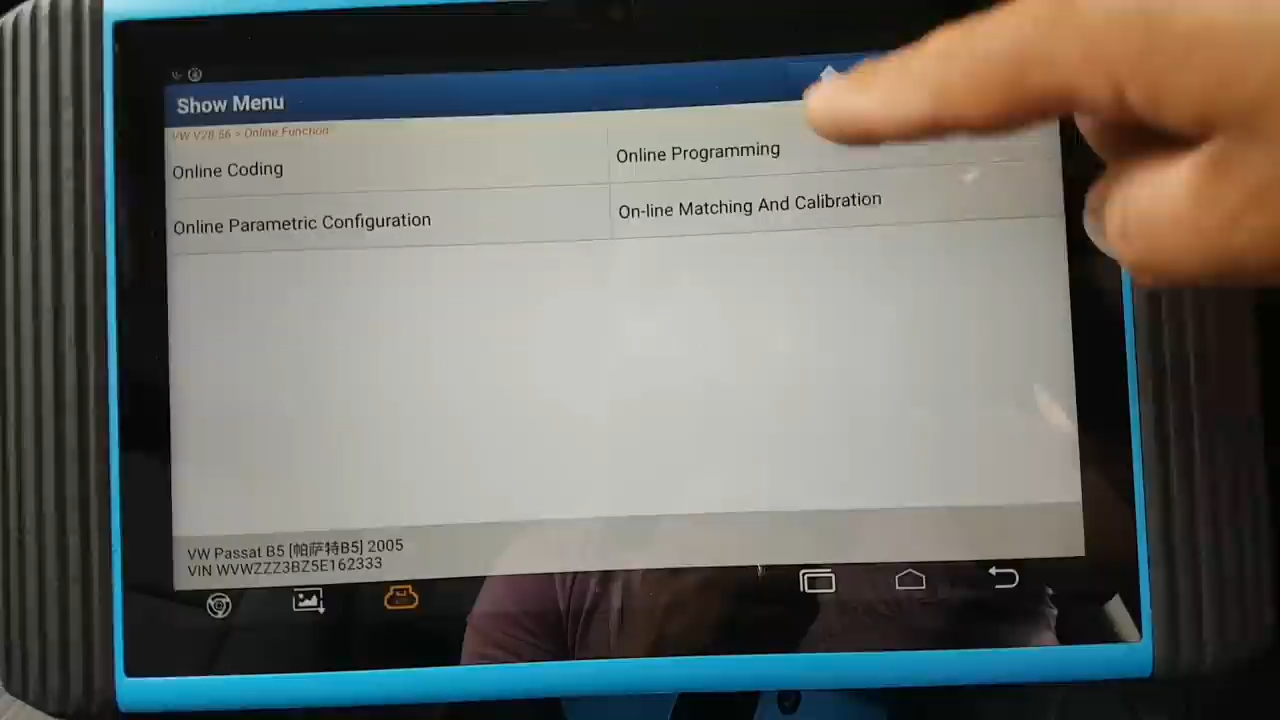 Show Menu
VW V28.56 > Online Function
Online Coding
Online Programming
Online Parametric Configuration
On-line Matching And Calibration
VW Passat B5 [帕萨特B5] 2005
VIN WVWZZZ3BZ5E162333